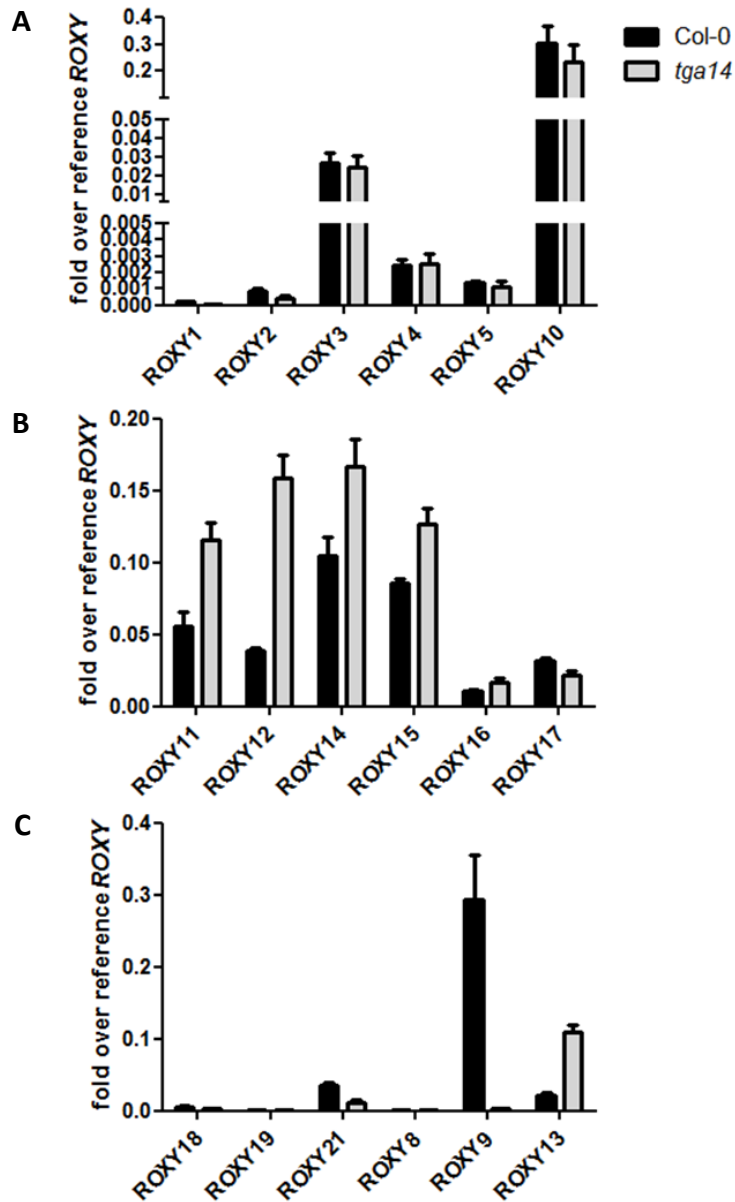 A
fold over reference ROXY
0.4
0.3
0.2
0.05
0.04
0.03
0.02
0.01
0.005
0.004
0.003
0.002
0.001
0.000
ROXY1
ROXY2
ROXY3
ROXY4
ROXY5
ROXY10
Col-0
tga14
B
fold over reference ROXY
0.20
0.15
0.10
0.05
0.00
ROXY11
ROXY12
ROXY14
ROXY15
ROXY16
ROXY17
C
fold over reference ROXY
0.4
0.3
0.2
0.1
0.0
ROXY18
ROXY19
ROXY21
ROXY8
ROXY9
ROXY13